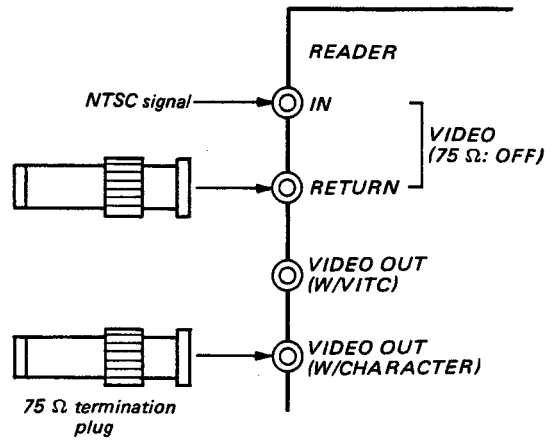 READER
NTSC signal
IN
VIDEO
(75 Ω: OFF)
RETURN
VIDEO OUT
(W/VITC)
VIDEO OUT
(W/CHARACTER)
75 Ω termination
plug